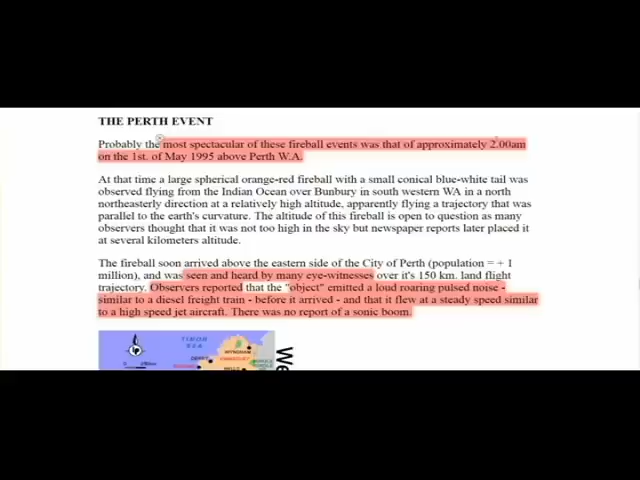 THE PERTH EVENT
Probably the most spectacular of these fireball events was that of approximately 2.00am
on the 1st. of May 1995 above Perth W.A.
At that time a large spherical orange-red fireball with a small conical blue-white tail was
observed flying from the Indian Ocean over Bunbury in south western WA in a north
northeasterly direction at a relatively high altitude, apparently flying a trajectory that was
parallel to the earth's curvature. The altitude of this fireball is open to question as many
observers thought that it was not too high in the sky but newspaper reports later placed it
at several kilometers altitude.
The fireball soon arrived above the eastern side of the City of Perth (population = + 1
million), and was seen and heard by many eye-witnesses over it's 150 km. land flight
trajectory. Observers reported that the "object" emitted a loud roaring pulsed noise -
similar to a diesel freight train - before it arrived - and that it flew at a steady speed similar
to a high speed jet aircraft. There was no report of a sonic boom.
TIMOR
SEA
WYNDHAM
DERBY
We